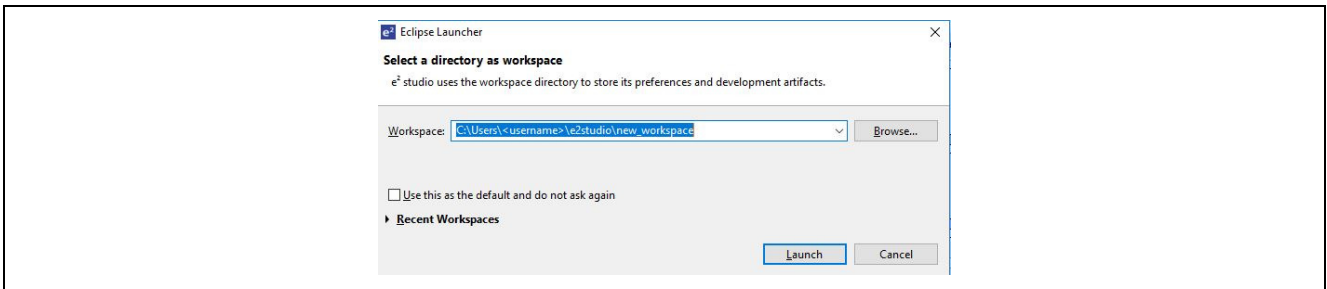 e² Eclipse Launcher
Select a directory as workspace
e² studio uses the workspace directory to store its preferences and development artifacts.
Workspace: C:\Users\<username>\e2studio\new_workspace Browse...
Use this as the default and do not ask again
Recent Workspaces
Launch Cancel